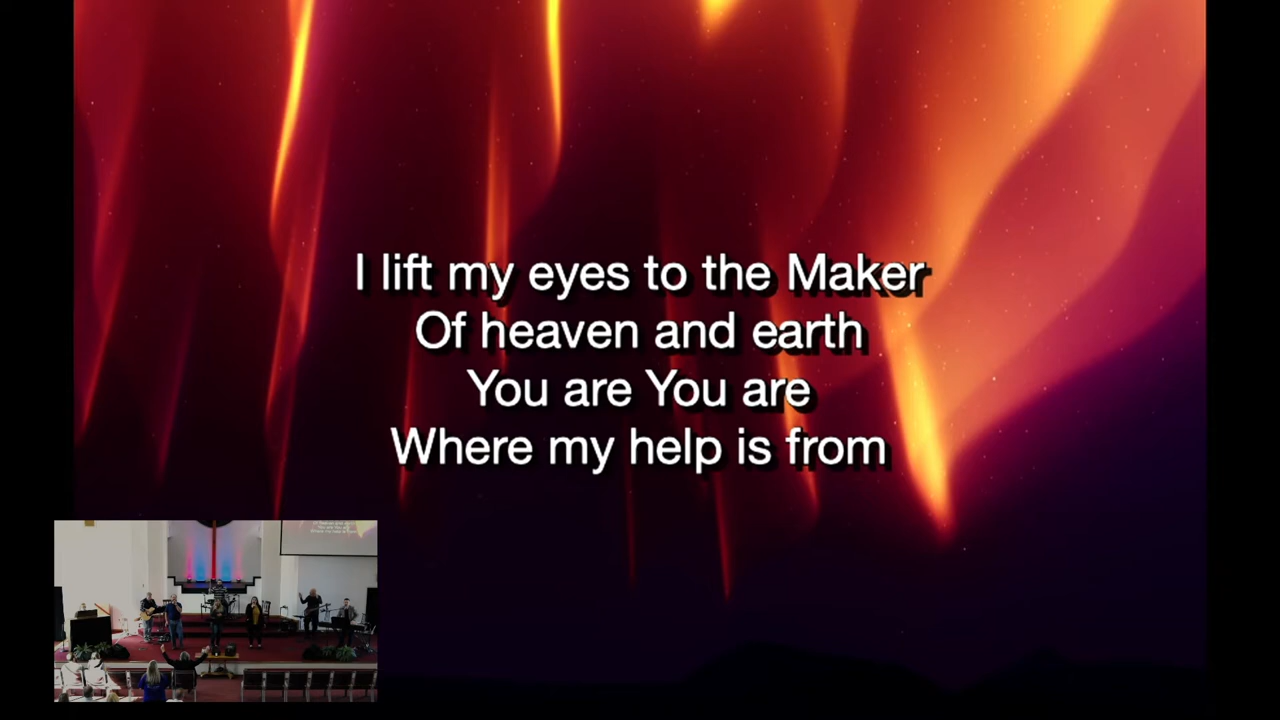 I lift my eyes to the Maker
Of heaven and earth
You are You are
Where my help is from